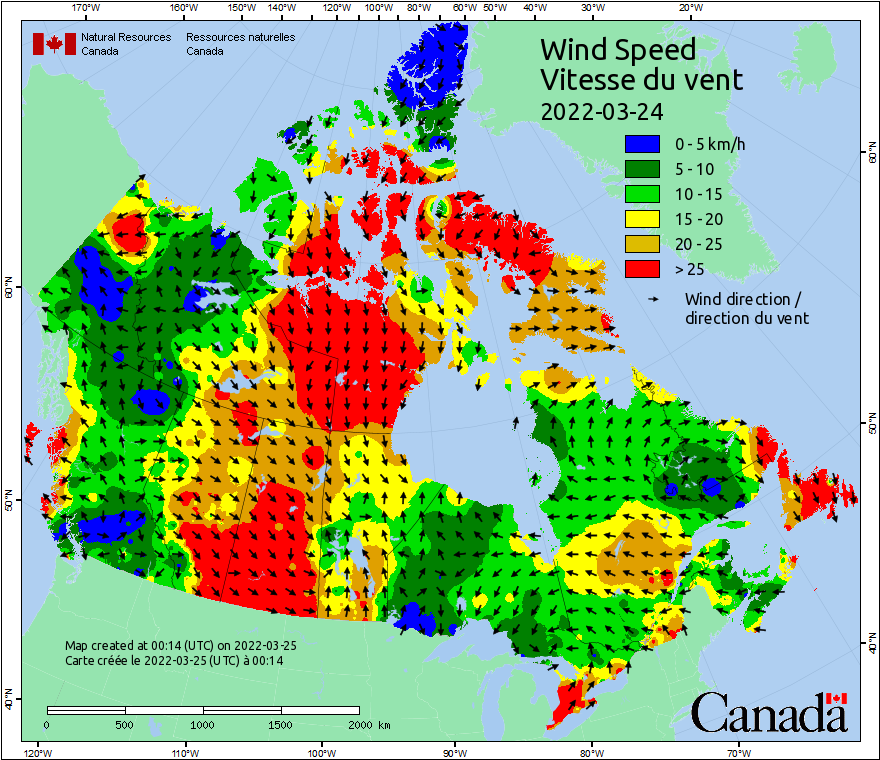 170°W 160°W 150°W 140°W 130°W 120°W 110°W 100°W 80°W 60°W 50°W 40°W 30°W 20°W
Natural Resources Canada
Ressources naturelles Canada
Wind Speed
Vitesse du vent
2022-03-24
0 - 5 km/h
5 - 10
10 - 15
15 - 20
20 - 25
> 25
Wind direction /
direction du vent
60°N
60°N
50°N
50°N
40°N
40°N
Map created at 00:14 (UTC) on 2022-03-25
Carte créée le 2022-03-25 (UTC) à 00:14
0 500 1000 1500 2000 km
Canada
120°W 110°W 100°W 90°W 80°W 70°W